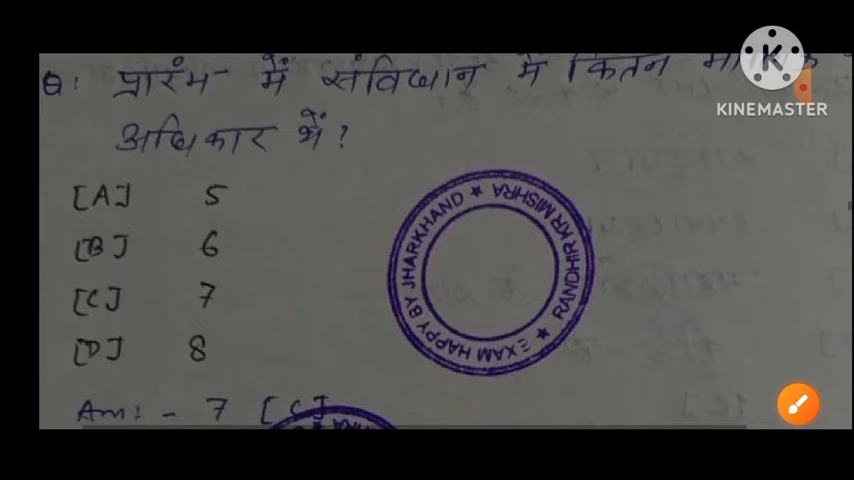 Q: प्रारंभ में संविधान में कितने
अधिकार थे?
[A] 5
[B] 6
[C] 7
[D] 8
Ans: - 7 [C]
EXAM HAPPY BY JHARKHAND ★ RANDHIR KR MISHRA ★
KINEMASTER